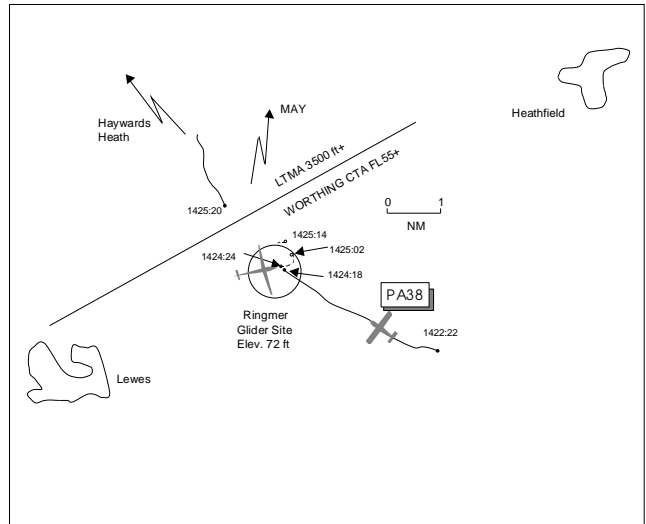 MAY
Haywards
Heath
Heathfield
LTMA 3500 ft+
WORTHING CTA FL55+
1425:20
0 1
NM
1425:14
1424:24
1425:02
1424:18
PA38
Ringmer
Glider Site
Elev. 72 ft
1422:22
Lewes